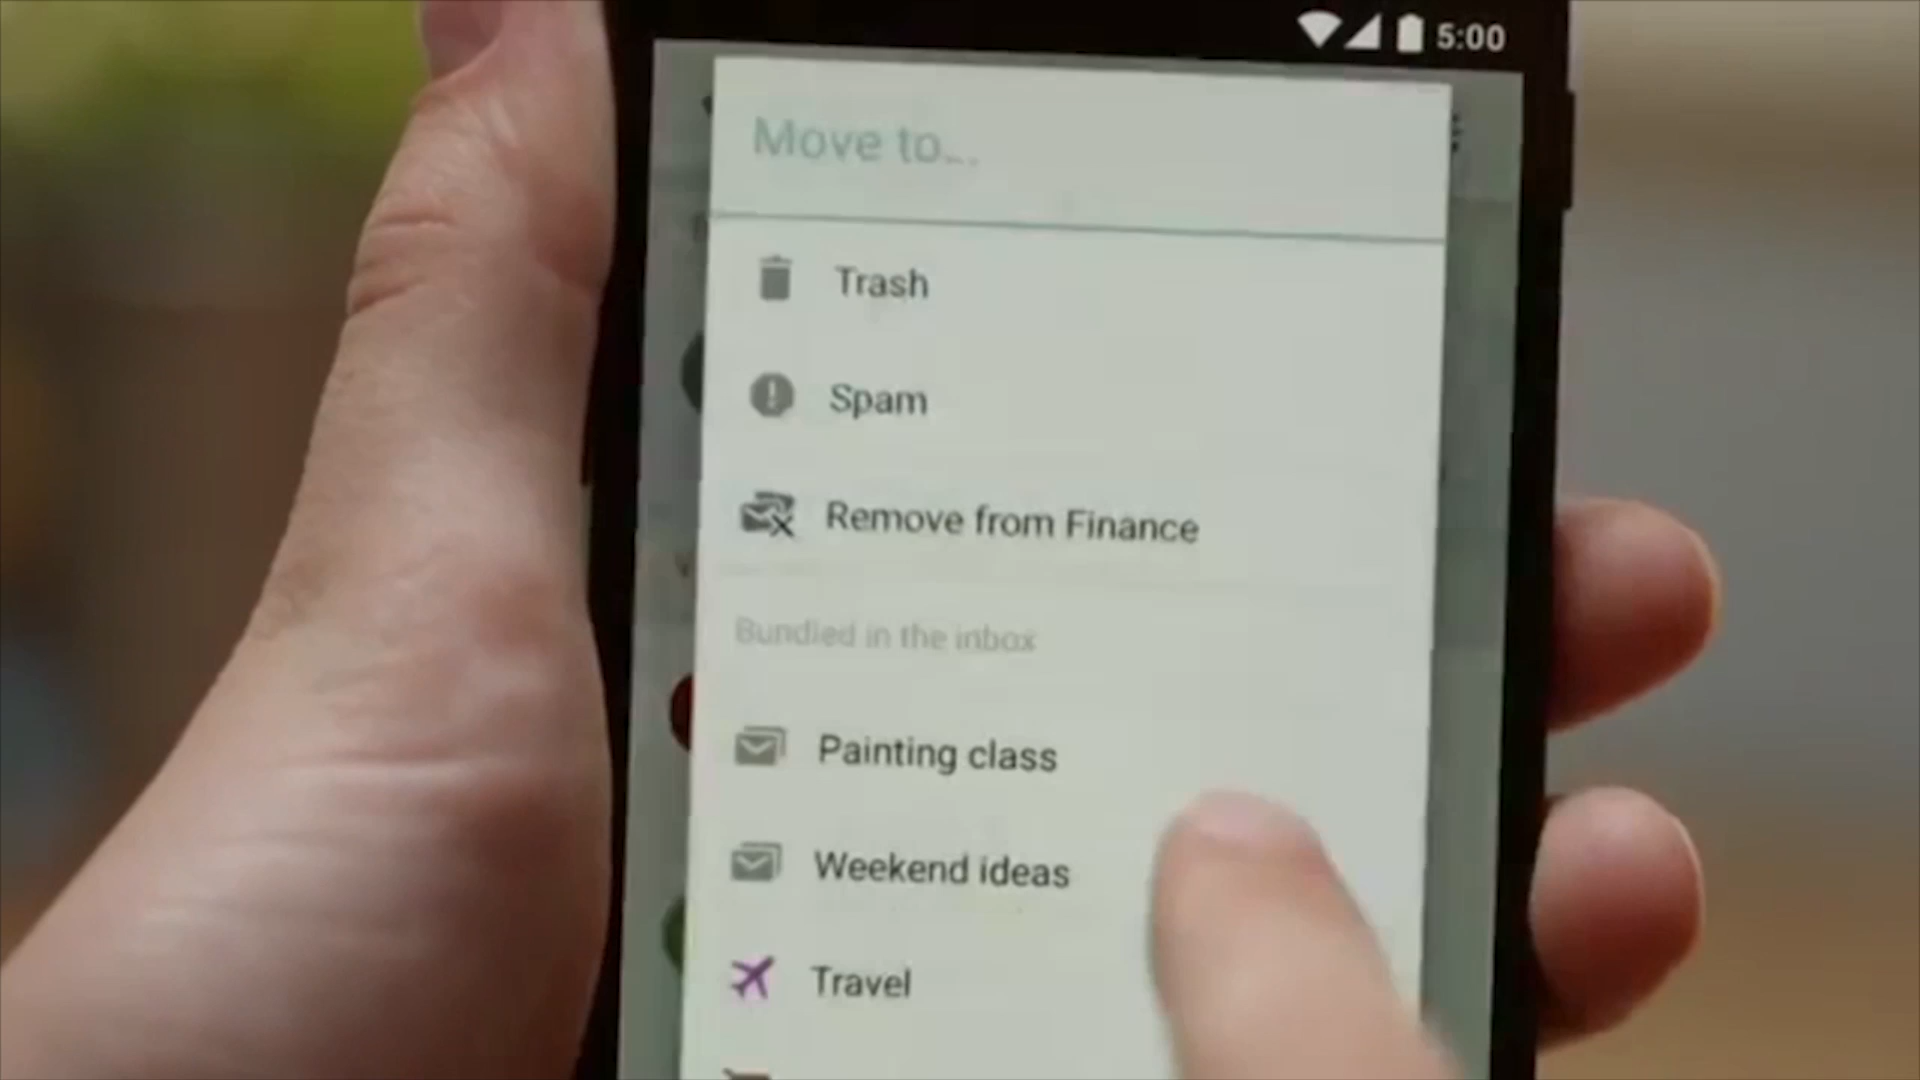 5:00
Move to...
Trash
Spam
Remove from Finance
Bundled in the inbox
Painting class
Weekend ideas
Travel